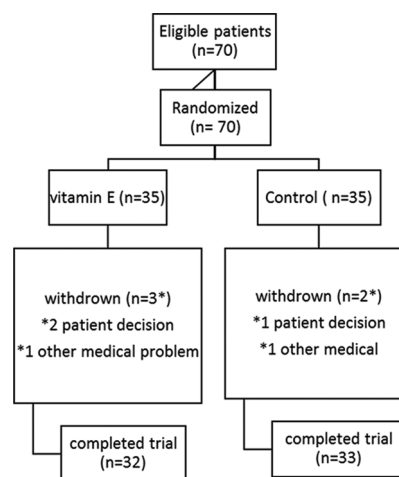 Eligible patients
(n=70)
Randomized
(n= 70)
vitamin E (n=35)
Control ( n=35)
withdrown (n=3*)
*2 patient decision
*1 other medical problem
withdrown (n=2*)
*1 patient decision
*1 other medical
completed trial
(n=32)
completed trial
(n=33)